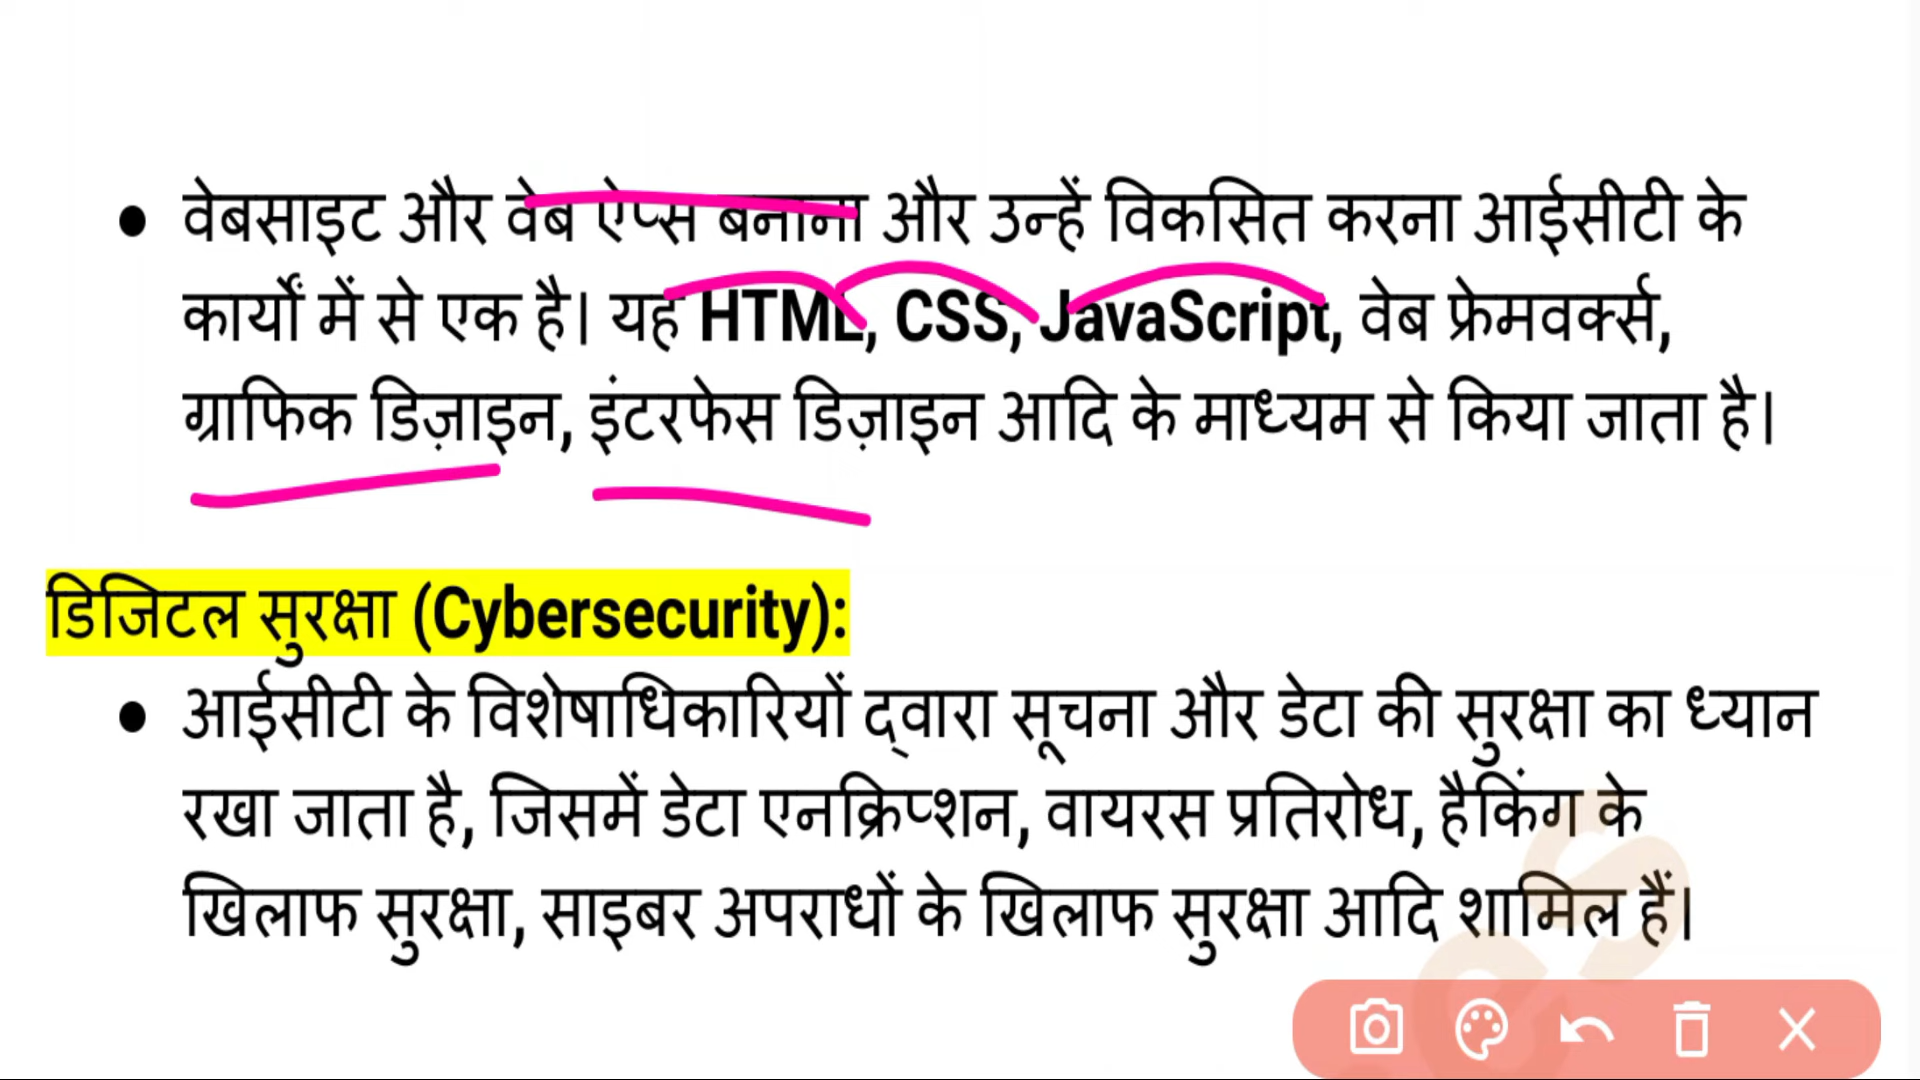 • वेबसाइट और वेब ऐप्स बनाना और उन्हें विकसित करना आईसीटी के
कार्यों में से एक है। यह HTML, CSS, JavaScript, वेब फ्रेमवर्क्स,
ग्राफिक डिज़ाइन, इंटरफेस डिज़ाइन आदि के माध्यम से किया जाता है।
डिजिटल सुरक्षा (Cybersecurity):
• आईसीटी के विशेषाधिकारियों द्वारा सूचना और डेटा की सुरक्षा का ध्यान
रखा जाता है, जिसमें डेटा एनक्रिप्शन, वायरस प्रतिरोध, हैकिंग के
खिलाफ सुरक्षा, साइबर अपराधों के खिलाफ सुरक्षा आदि शामिल हैं।